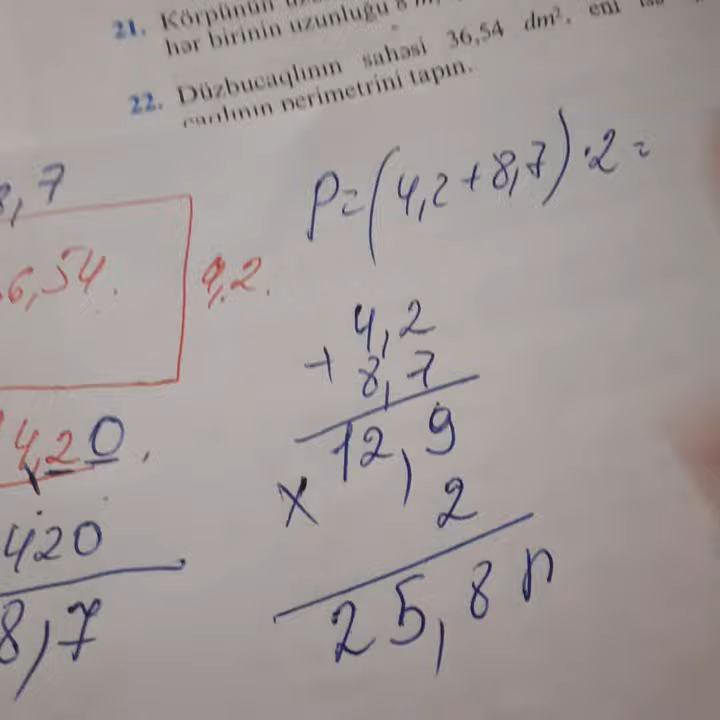 21. Körpünün
hər birinin uzunluğu 8 m,
22. Düzbucaqlının sahəsi 36,54 dm², eni
perimetrini tapın.
8,7
6,54.
4,2.
P=(4,2+8,7)·2=
4,2
+ 8,7
12,9
x 2
25,8
4,20.
420
8,7